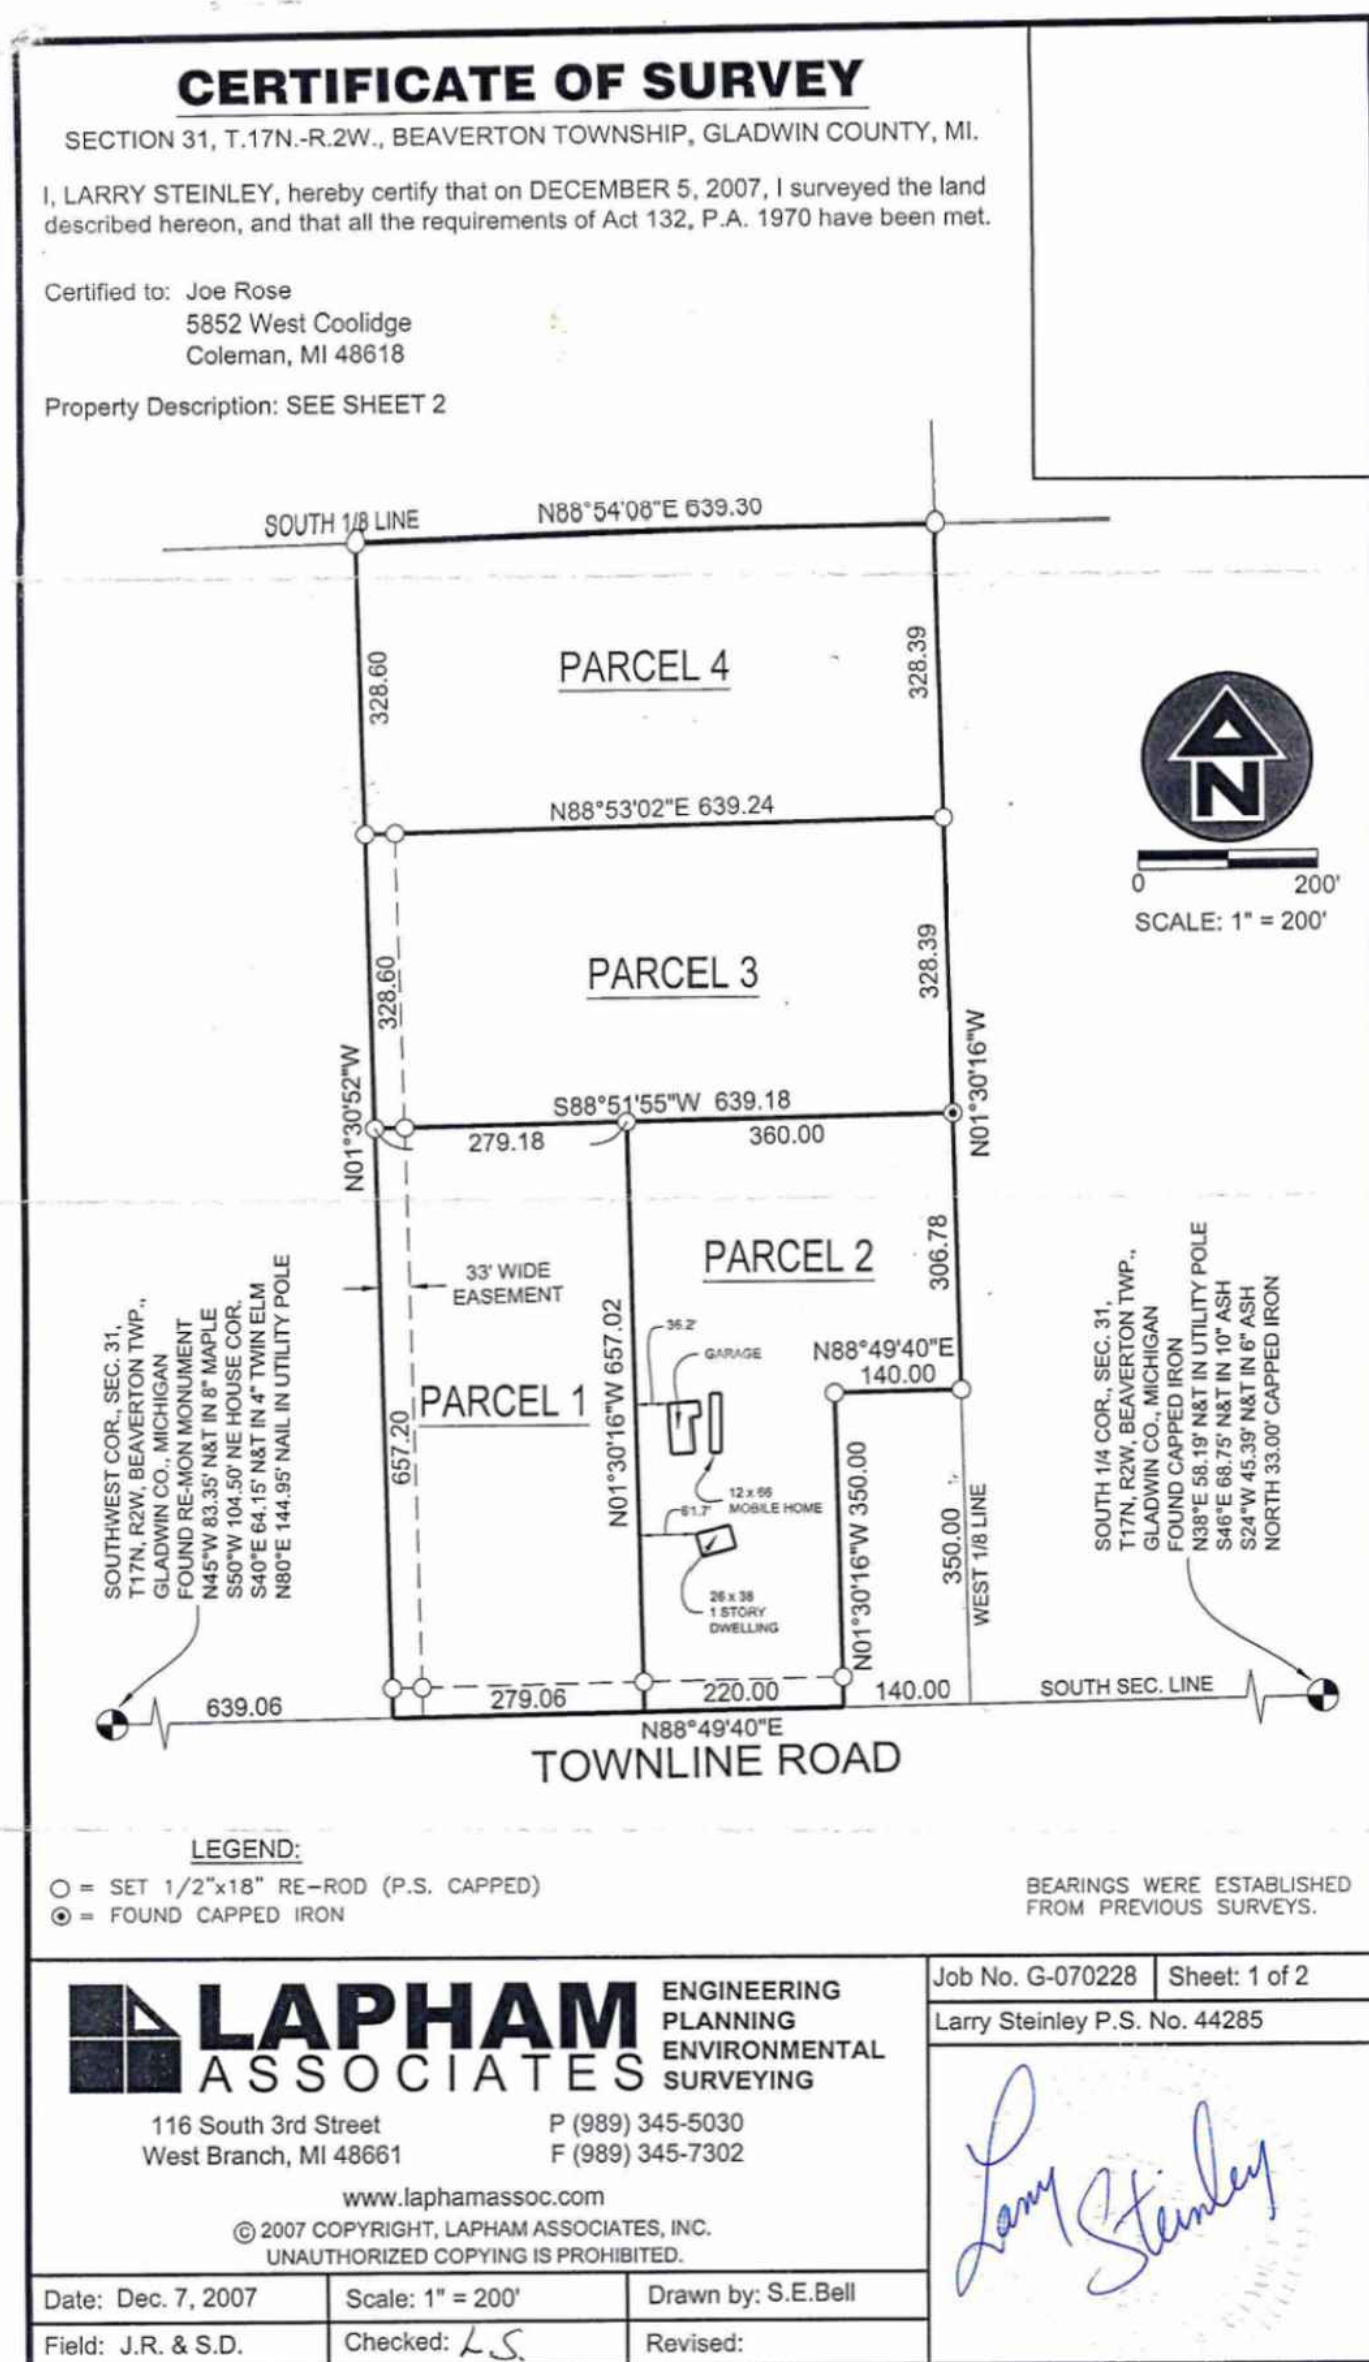 CERTIFICATE OF SURVEY
SECTION 31, T.17N.-R.2W., BEAVERTON TOWNSHIP, GLADWIN COUNTY, MI.
I, LARRY STEINLEY, hereby certify that on DECEMBER 5, 2007, I surveyed the land
described hereon, and that all the requirements of Act 132, P.A. 1970 have been met.
Certified to: Joe Rose
5852 West Coolidge
Coleman, MI 48618
Property Description: SEE SHEET 2
SOUTH 1/8 LINE
N88°54'08"E 639.30
328.60
PARCEL 4
328.39
N88°53'02"E 639.24
N
0 200'
SCALE: 1" = 200'
328.60
PARCEL 3
328.39
N01°30'52"W
N01°30'16"W
S88°51'55"W 639.18
279.18
360.00
PARCEL 2
306.78
33' WIDE
EASEMENT
N01°30'16"W 657.02
36.2'
GARAGE
N88°49'40"E
140.00
PARCEL 1
657.20
12 x 66
MOBILE HOME
61.7'
26 x 38
1 STORY
DWELLING
N01°30'16"W 350.00
350.00
WEST 1/8 LINE
SOUTHWEST COR., SEC. 31,
T17N, R2W, BEAVERTON TWP.,
GLADWIN CO., MICHIGAN
FOUND RE-MON MONUMENT
N45°W 83.35' N&T IN 8" MAPLE
S50°W 104.50' NE HOUSE COR.
S40°E 64.15' N&T IN 4" TWIN ELM
N80°E 144.95' NAIL IN UTILITY POLE
SOUTH 1/4 COR., SEC. 31,
T17N, R2W, BEAVERTON TWP.,
GLADWIN CO., MICHIGAN
FOUND CAPPED IRON
N38°E 58.19' N&T IN UTILITY POLE
S46°E 68.75' N&T IN 10" ASH
S24°W 45.39' N&T IN 6" ASH
NORTH 33.00' CAPPED IRON
639.06
279.06
220.00
140.00
SOUTH SEC. LINE
N88°49'40"E
TOWNLINE ROAD
LEGEND:
= SET 1/2"x18" RE-ROD (P.S. CAPPED)
= FOUND CAPPED IRON
BEARINGS WERE ESTABLISHED
FROM PREVIOUS SURVEYS.
LAPHAM
ASSOCIATES
ENGINEERING
PLANNING
ENVIRONMENTAL
SURVEYING
116 South 3rd Street
West Branch, MI 48661
P (989) 345-5030
F (989) 345-7302
www.laphamassoc.com
© 2007 COPYRIGHT, LAPHAM ASSOCIATES, INC.
UNAUTHORIZED COPYING IS PROHIBITED.
Job No. G-070228
Sheet: 1 of 2
Larry Steinley P.S. No. 44285
Larry Steinley
Date: Dec. 7, 2007
Scale: 1" = 200'
Drawn by: S.E.Bell
Field: J.R. & S.D.
Checked: L.S.
Revised: